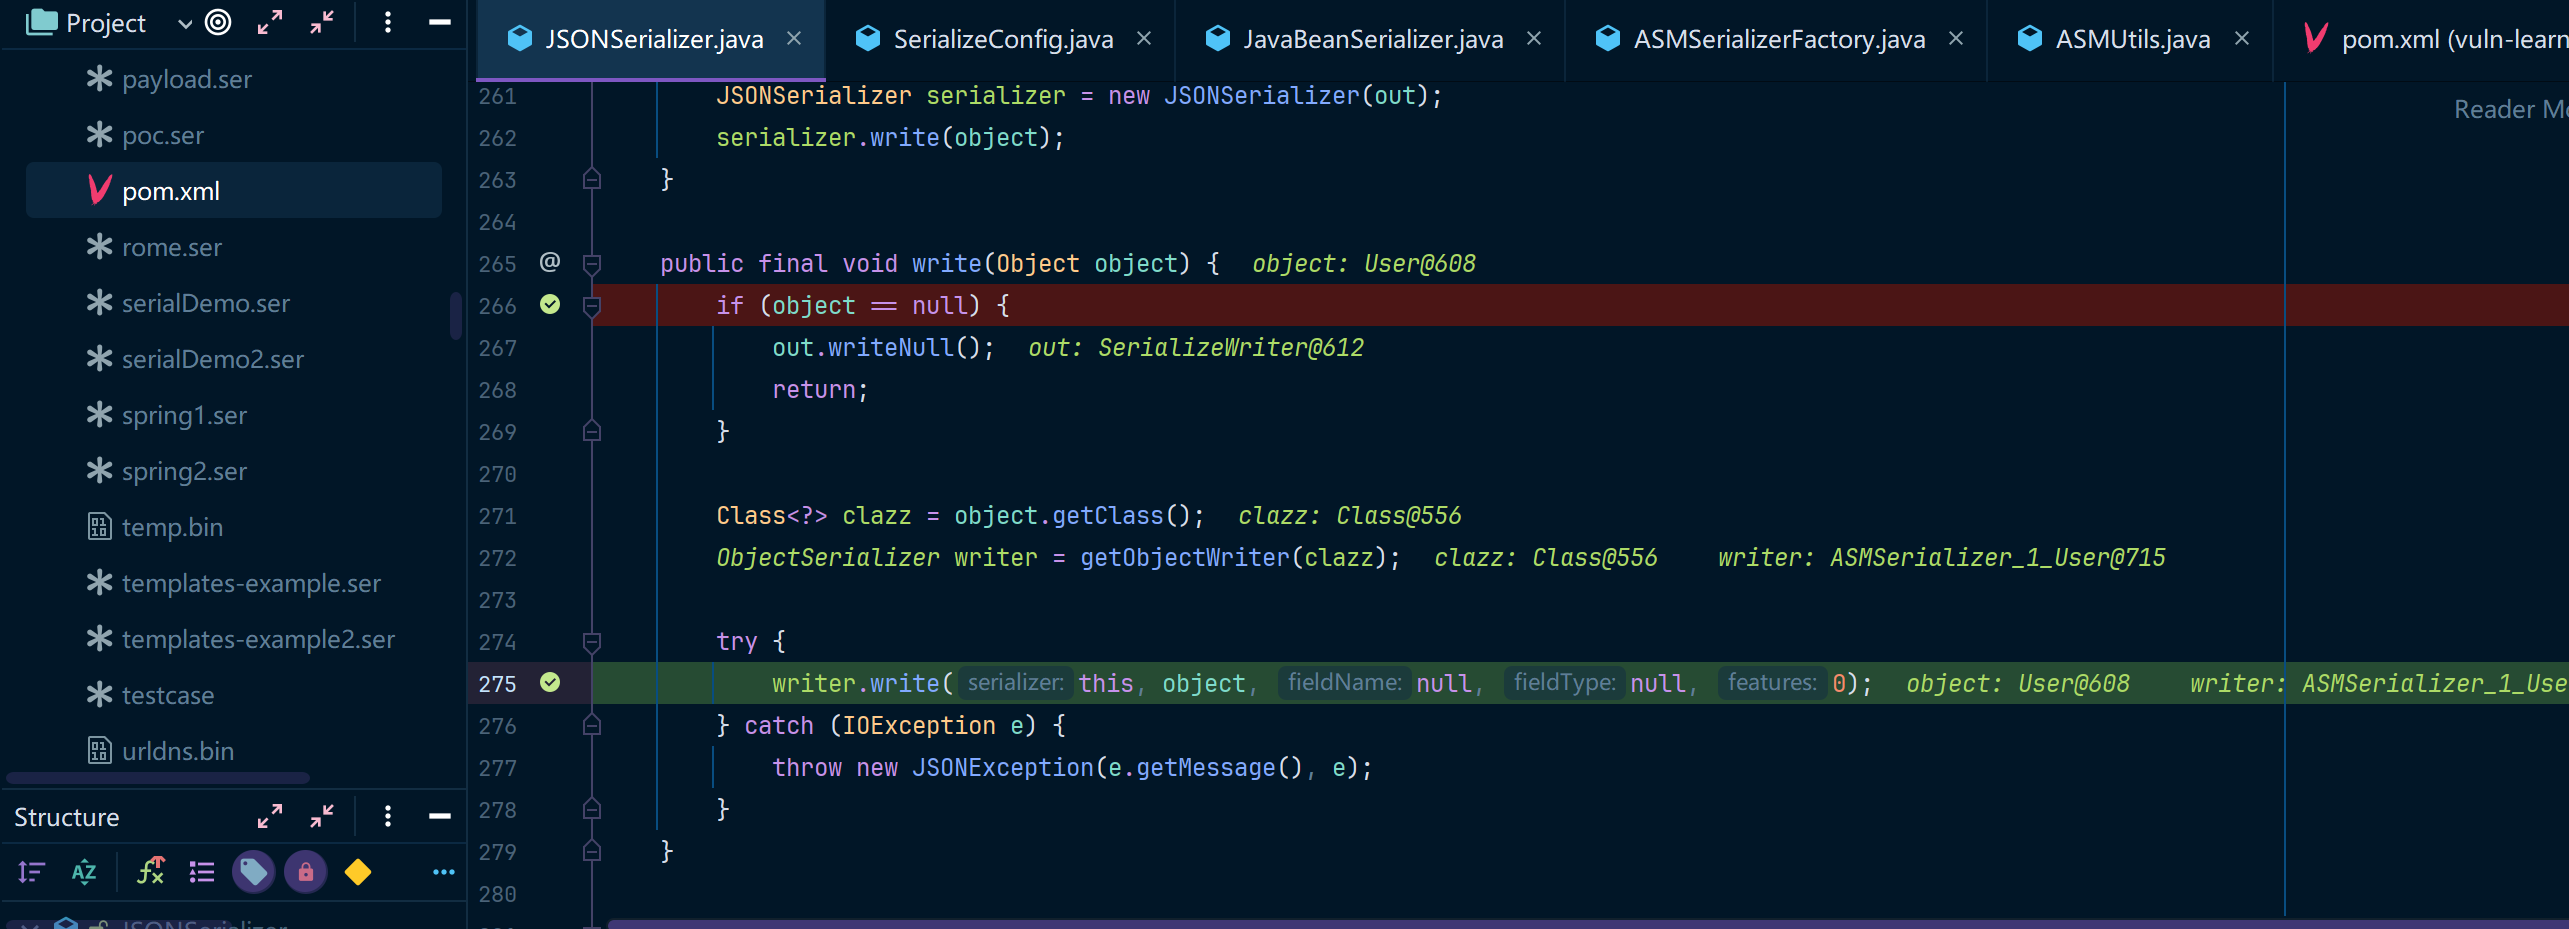 Project
payload.ser
poc.ser
pom.xml
rome.ser
serialDemo.ser
serialDemo2.ser
spring1.ser
spring2.ser
temp.bin
templates-example.ser
templates-example2.ser
testcase
urldns.bin
Structure
JSONSerializer.java SerializeConfig.java JavaBeanSerializer.java ASMSerializerFactory.java ASMUtils.java pom.xml (vuln-learn
Reader Mo
261 JSONSerializer serializer = new JSONSerializer(out);
262 serializer.write(object);
263 }
264
265 @ public final void write(Object object) { object: User@608
266 if (object == null) {
267 out.writeNull(); out: SerializeWriter@612
268 return;
269 }
270
271 Class<?> clazz = object.getClass(); clazz: Class@556
272 ObjectSerializer writer = getObjectWriter(clazz); clazz: Class@556 writer: ASMSerializer_1_User@715
273
274 try {
275 writer.write( serializer: this, object, fieldName: null, fieldType: null, features: 0); object: User@608 writer: ASMSerializer_1_Use
276 } catch (IOException e) {
277 throw new JSONException(e.getMessage(), e);
278 }
279 }
280